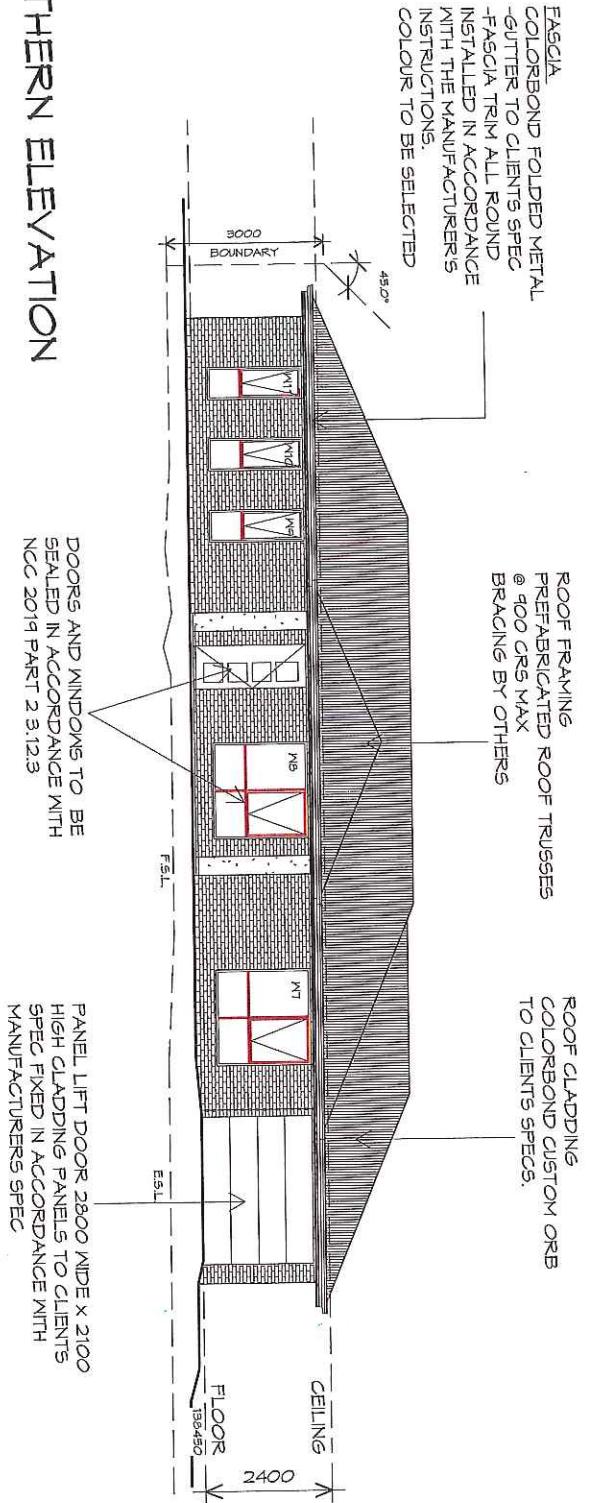 FASCIA
COLORBOND FOLDED METAL
-GUTTER TO CLIENTS SPEC
-FASCIA TRIM ALL ROUND
INSTALLED IN ACCORDANCE
WITH THE MANUFACTURER'S
INSTRUCTIONS.
COLOUR TO BE SELECTED
ROOF FRAMING
PREFABRICATED ROOF TRUSSES
@ 900 CRS MAX
BRACING BY OTHERS
ROOF CLADDING
COLORBOND CUSTOM ORB
TO CLIENTS SPECS.
45.0°
3000
BOUNDARY
W11
W10
W9
W8
W7
CEILING
2400
FLOOR
138450
F.S.L
E.S.L
DOORS AND WINDOWS TO BE
SEALED IN ACCORDANCE WITH
NCC 2019 PART 2 3.12.3
PANEL LIFT DOOR 2800 WIDE x 2100
HIGH CLADDING PANELS TO CLIENTS
SPEC FIXED IN ACCORDANCE WITH
MANUFACTURERS SPEC
THERN ELEVATION